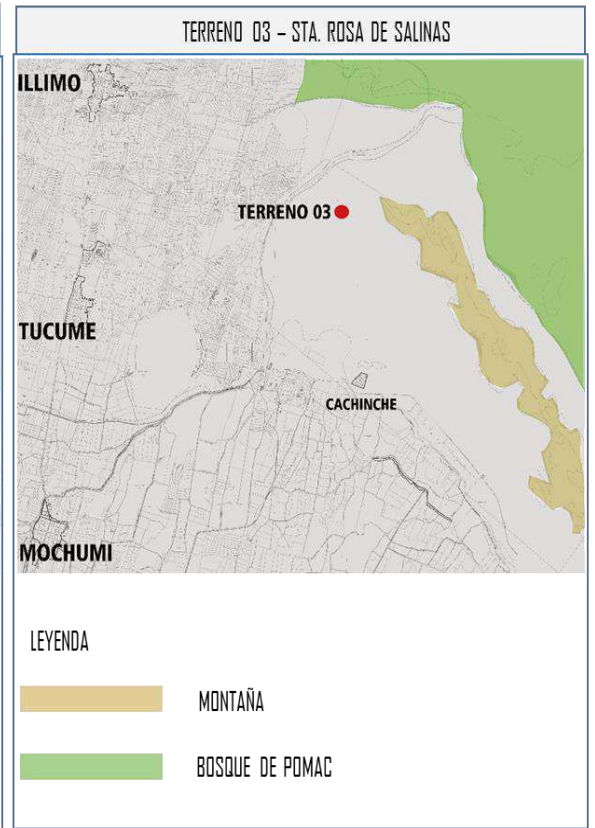 TERRENO 03 – STA. ROSA DE SALINAS
ILLIMO
TERRENO 03
TUCUME
CACHINCHE
MOCHUMI
LEYENDA
MONTAÑA
BOSQUE DE POMAC